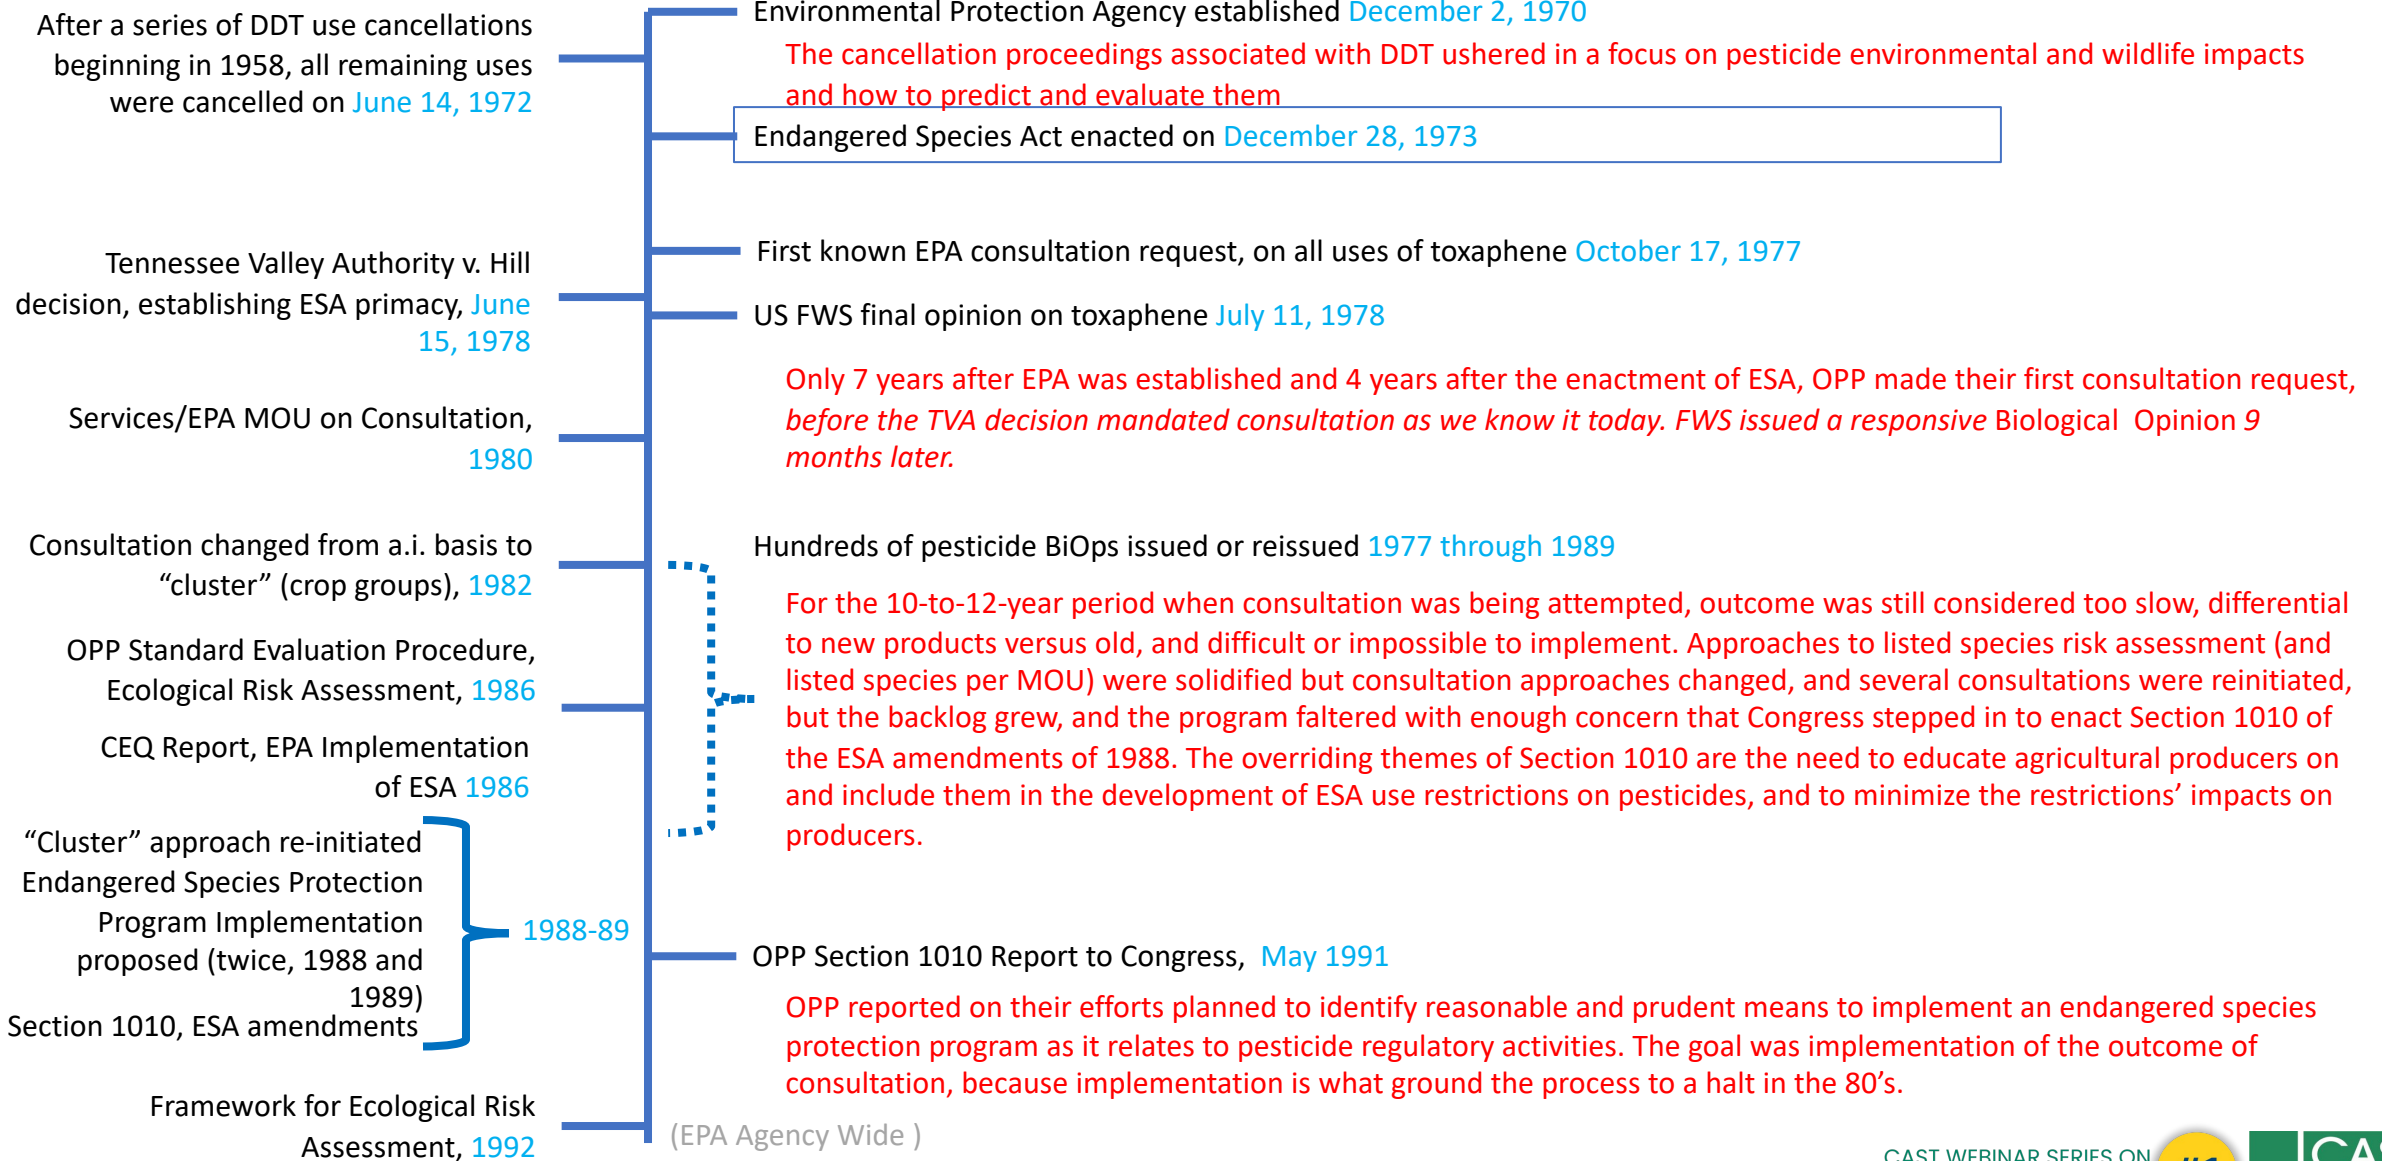 After a series of DDT use cancellations
beginning in 1958, all remaining uses
were cancelled on June 14, 1972
Environmental Protection Agency established December 2, 1970
The cancellation proceedings associated with DDT ushered in a focus on pesticide environmental and wildlife impacts
and how to predict and evaluate them
Endangered Species Act enacted on December 28, 1973
First known EPA consultation request, on all uses of toxaphene October 17, 1977
Tennessee Valley Authority v. Hill
decision, establishing ESA primacy, June
15, 1978
US FWS final opinion on toxaphene July 11, 1978
Only 7 years after EPA was established and 4 years after the enactment of ESA, OPP made their first consultation request,
before the TVA decision mandated consultation as we know it today. FWS issued a responsive Biological Opinion 9
months later.
Services/EPA MOU on Consultation,
1980
Consultation changed from a.i. basis to
“cluster” (crop groups), 1982
Hundreds of pesticide BiOps issued or reissued 1977 through 1989
For the 10-to-12-year period when consultation was being attempted, outcome was still considered too slow, differential
to new products versus old, and difficult or impossible to implement. Approaches to listed species risk assessment (and
listed species per MOU) were solidified but consultation approaches changed, and several consultations were reinitiated,
but the backlog grew, and the program faltered with enough concern that Congress stepped in to enact Section 1010 of
the ESA amendments of 1988. The overriding themes of Section 1010 are the need to educate agricultural producers on
and include them in the development of ESA use restrictions on pesticides, and to minimize the restrictions’ impacts on
producers.
OPP Standard Evaluation Procedure,
Ecological Risk Assessment, 1986
CEQ Report, EPA Implementation
of ESA 1986
“Cluster” approach re-initiated
Endangered Species Protection
Program Implementation
proposed (twice, 1988 and
1989)
Section 1010, ESA amendments
1988-89
OPP Section 1010 Report to Congress, May 1991
OPP reported on their efforts planned to identify reasonable and prudent means to implement an endangered species
protection program as it relates to pesticide regulatory activities. The goal was implementation of the outcome of
consultation, because implementation is what ground the process to a halt in the 80’s.
Framework for Ecological Risk
Assessment, 1992
(EPA Agency Wide )
CAST WEBINAR SERIES ON